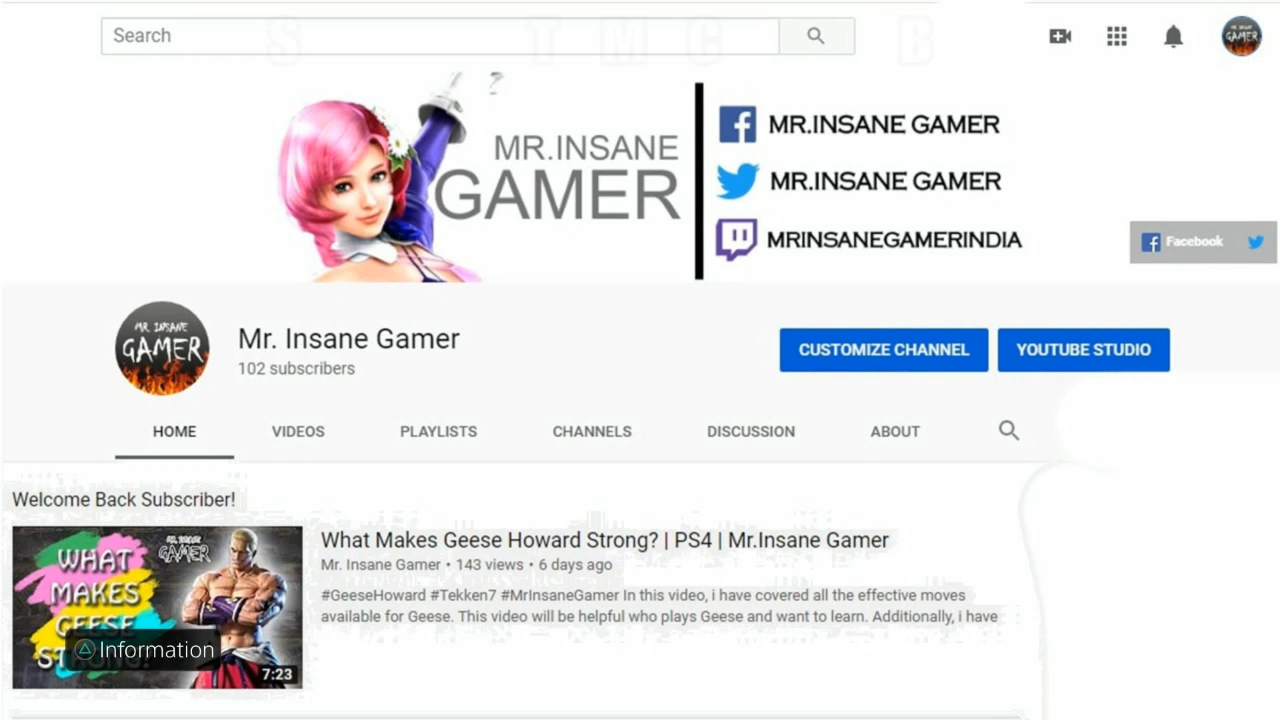 Search
S T M C B
MR.INSANE
GAMER
MR.INSANE GAMER
MR.INSANE GAMER
MRINSANEGAMERINDIA
Facebook
MR. INSANE
GAMER
MR. INSANE
GAMER
Mr. Insane Gamer
102 subscribers
CUSTOMIZE CHANNEL
YOUTUBE STUDIO
HOME VIDEOS PLAYLISTS CHANNELS DISCUSSION ABOUT
Welcome Back Subscriber!
WHAT
MAKES
GEESE
MR. INSANE
GAMER
Information
7:23
What Makes Geese Howard Strong? | PS4 | Mr.Insane Gamer
Mr. Insane Gamer • 143 views • 6 days ago
#GeeseHoward #Tekken7 #MrInsaneGamer In this video, i have covered all the effective moves
available for Geese. This video will be helpful who plays Geese and want to learn. Additionally, i have